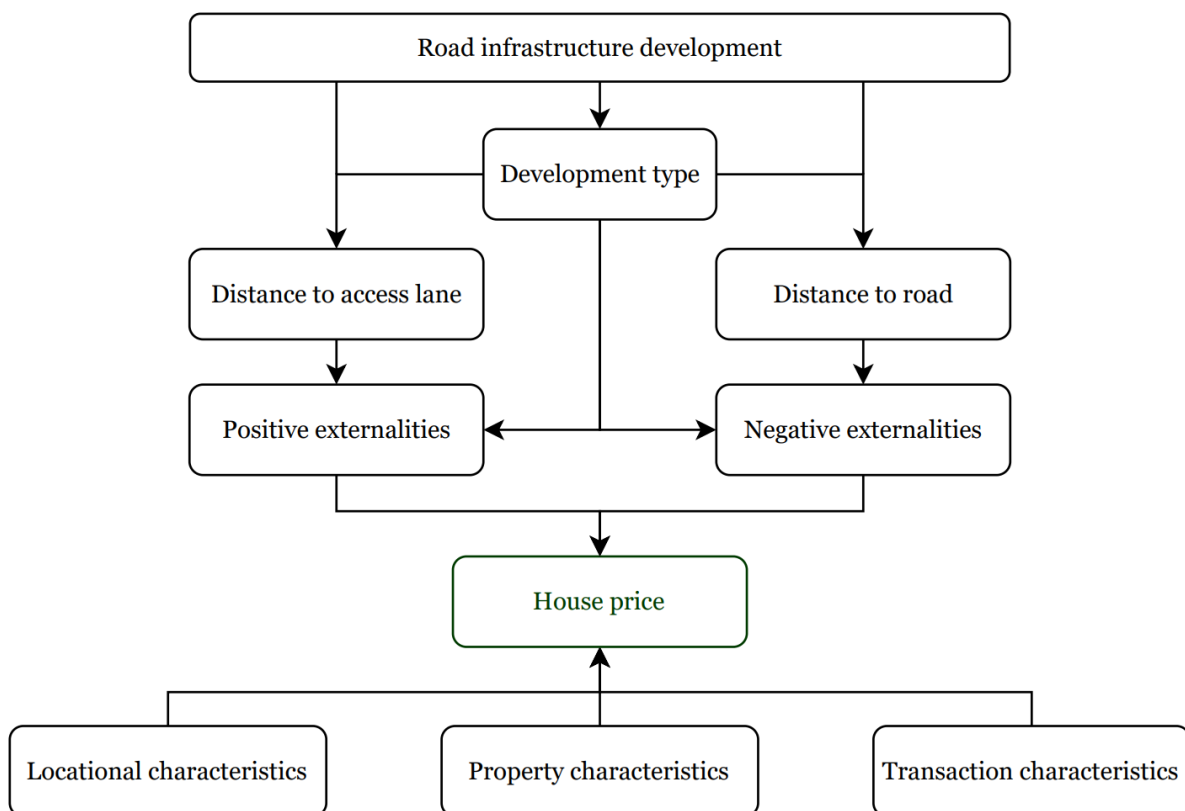 Road infrastructure development
Development type
Distance to access lane
Distance to road
Positive externalities
Negative externalities
House price
Locational characteristics
Property characteristics
Transaction characteristics